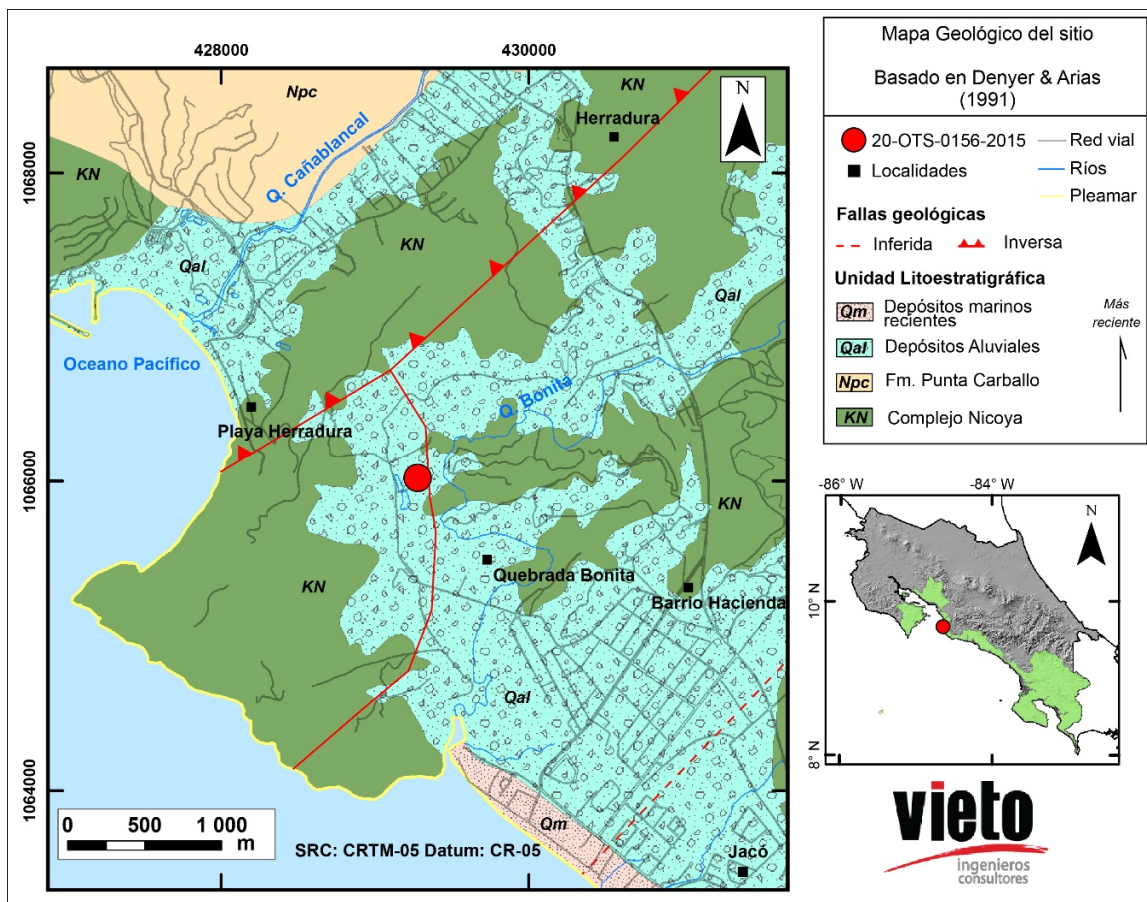 428000
430000
1068000
1066000
1064000
Npc
KN
Herradura
N
Q. Cañablancal
KN
KN
Qal
Qal
Oceano Pacífico
Q. Bonita
Playa Herradura
KN
Quebrada Bonita
KN
Barrio Hacienda
Qal
Qm
Jacó
0 500 1 000
m
SRC: CRTM-05 Datum: CR-05
Mapa Geológico del sitio
Basado en Denyer & Arias
(1991)
20-OTS-0156-2015
Red vial
Localidades
Ríos
Pleamar
Fallas geológicas
Inferida
Inversa
Unidad Litoestratigráfica
Qm Depósitos marinos
recientes
Qal Depósitos Aluviales
Npc Fm. Punta Carballo
KN Complejo Nicoya
Más
reciente
-86° W
-84° W
N
10°N
8°N
vieto
ingenieros
consultores